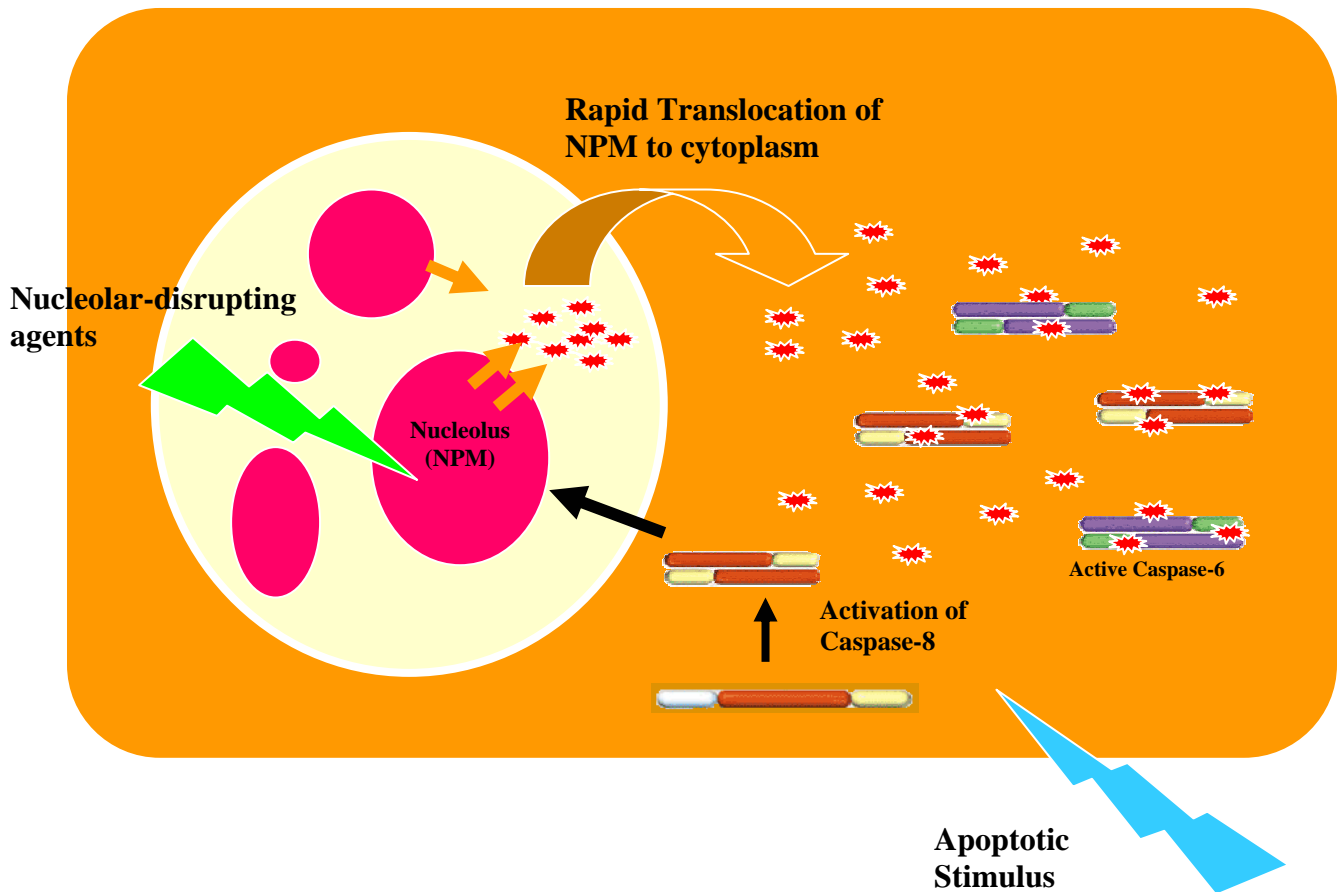 Rapid Translocation of
NPM to cytoplasm
Nucleolar-disrupting
agents
Nucleolus
(NPM)
Active Caspase-6
Activation of
Caspase-8
Apoptotic
Stimulus